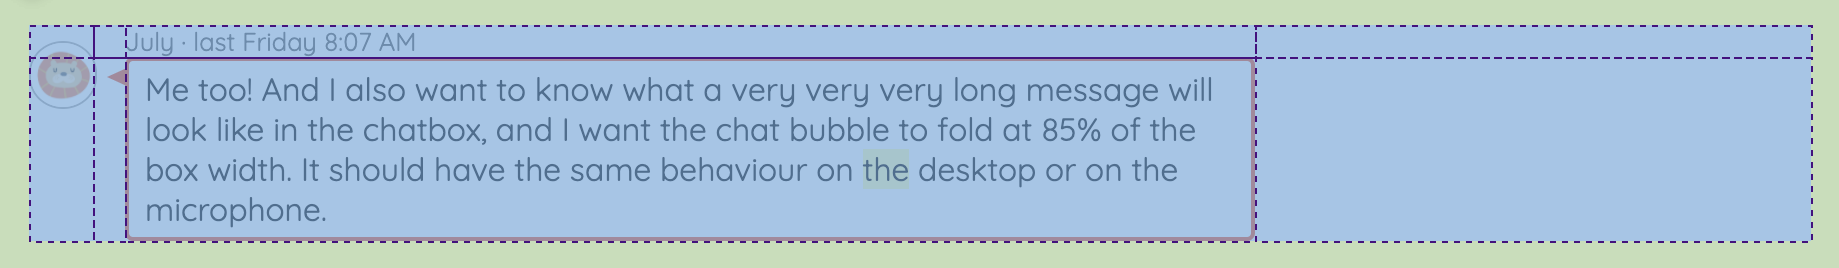 July · last Friday 8:07 AM
Me too! And I also want to know what a very very very long message will
look like in the chatbox, and I want the chat bubble to fold at 85% of the
box width. It should have the same behaviour on the desktop or on the
microphone.